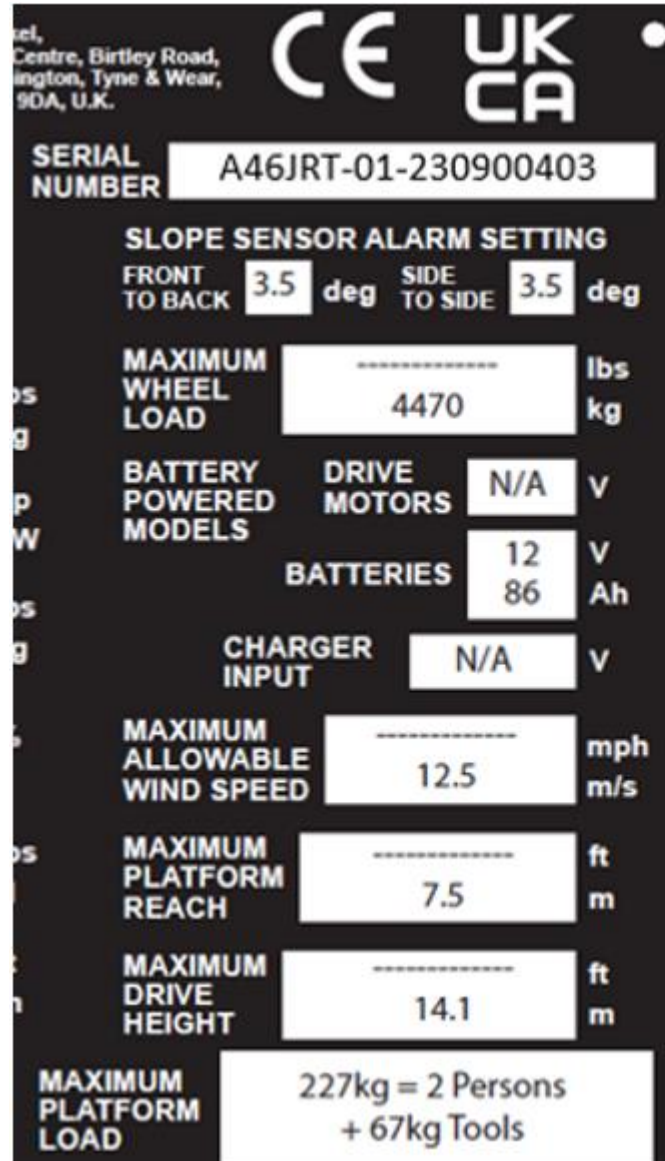 Centre, Birtley Road,
Tyne & Wear,
9DA, U.K.
CE UK CA
SERIAL NUMBER A46JRT-01-230900403
SLOPE SENSOR ALARM SETTING
FRONT TO BACK 3.5 deg SIDE TO SIDE 3.5 deg
MAXIMUM WHEEL LOAD ------------- lbs
4470 kg
BATTERY POWERED MODELS DRIVE MOTORS N/A V
BATTERIES 12 V
86 Ah
CHARGER INPUT N/A V
MAXIMUM ALLOWABLE WIND SPEED ------------- mph
12.5 m/s
MAXIMUM PLATFORM REACH ------------- ft
7.5 m
MAXIMUM DRIVE HEIGHT ------------- ft
14.1 m
MAXIMUM PLATFORM LOAD 227kg = 2 Persons
+ 67kg Tools